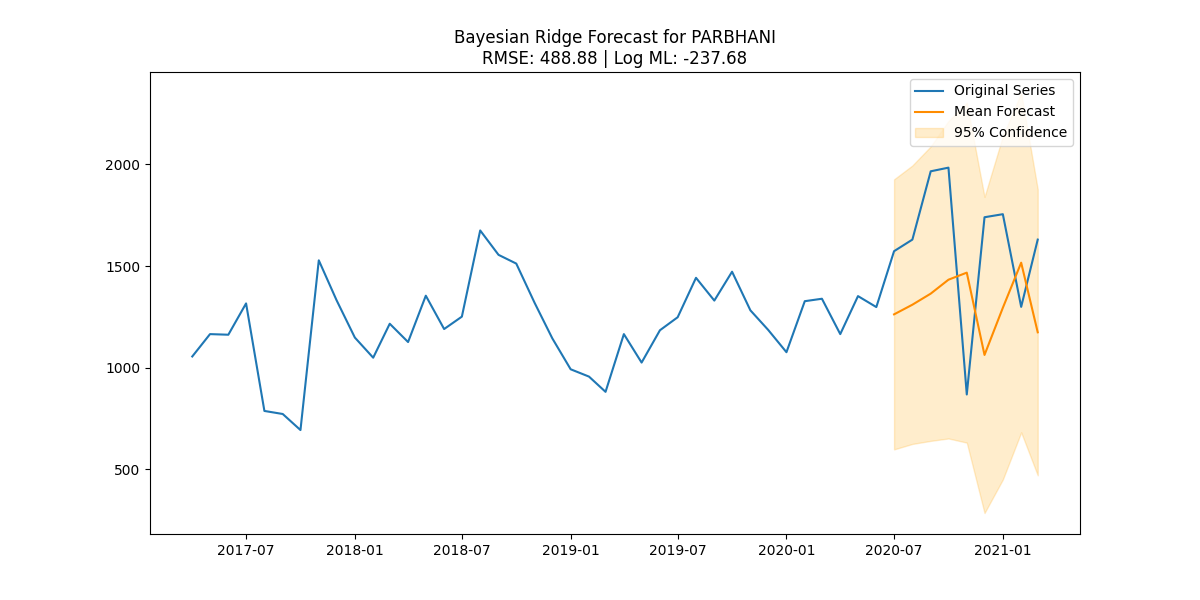 Bayesian Ridge Forecast for PARBHANI
RMSE: 488.88 | Log ML: -237.68
Original Series
Mean Forecast
95% Confidence
2000
1500
1000
500
2017-07
2018-01
2018-07
2019-01
2019-07
2020-01
2020-07
2021-01